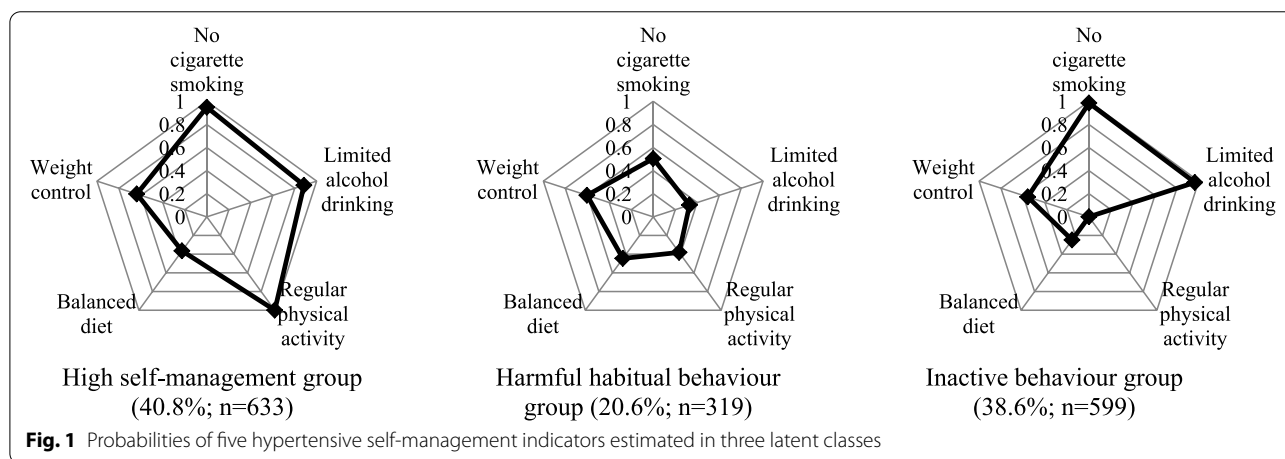 No
cigarette
smoking
1
0.8
0.6
0.4
0.2
0
Weight
control
Limited
alcohol
drinking
Balanced
diet
Regular
physical
activity
High self-management group
(40.8%; n=633)
No
cigarette
smoking
1
0.8
0.6
0.4
0.2
0
Weight
control
Limited
alcohol
drinking
Balanced
diet
Regular
physical
activity
Harmful habitual behaviour
group (20.6%; n=319)
No
cigarette
smoking
1
0.8
0.6
0.4
0.2
0
Weight
control
Limited
alcohol
drinking
Balanced
diet
Regular
physical
activity
Inactive behaviour group
(38.6%; n=599)
Fig. 1 Probabilities of five hypertensive self-management indicators estimated in three latent classes